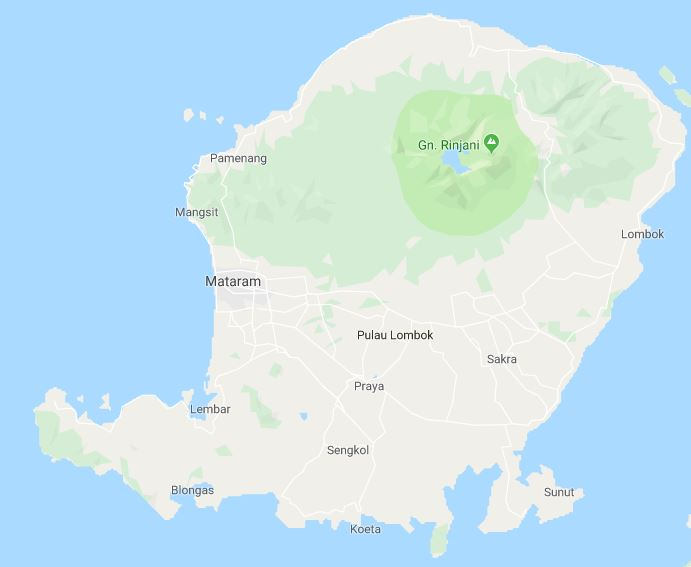 Gn. Rinjani
Pamenang
Mangsit
Lombok
Mataram
Pulau Lombok
Sakra
Praya
Lembar
Sengkol
Blongas
Sunut
Koeta